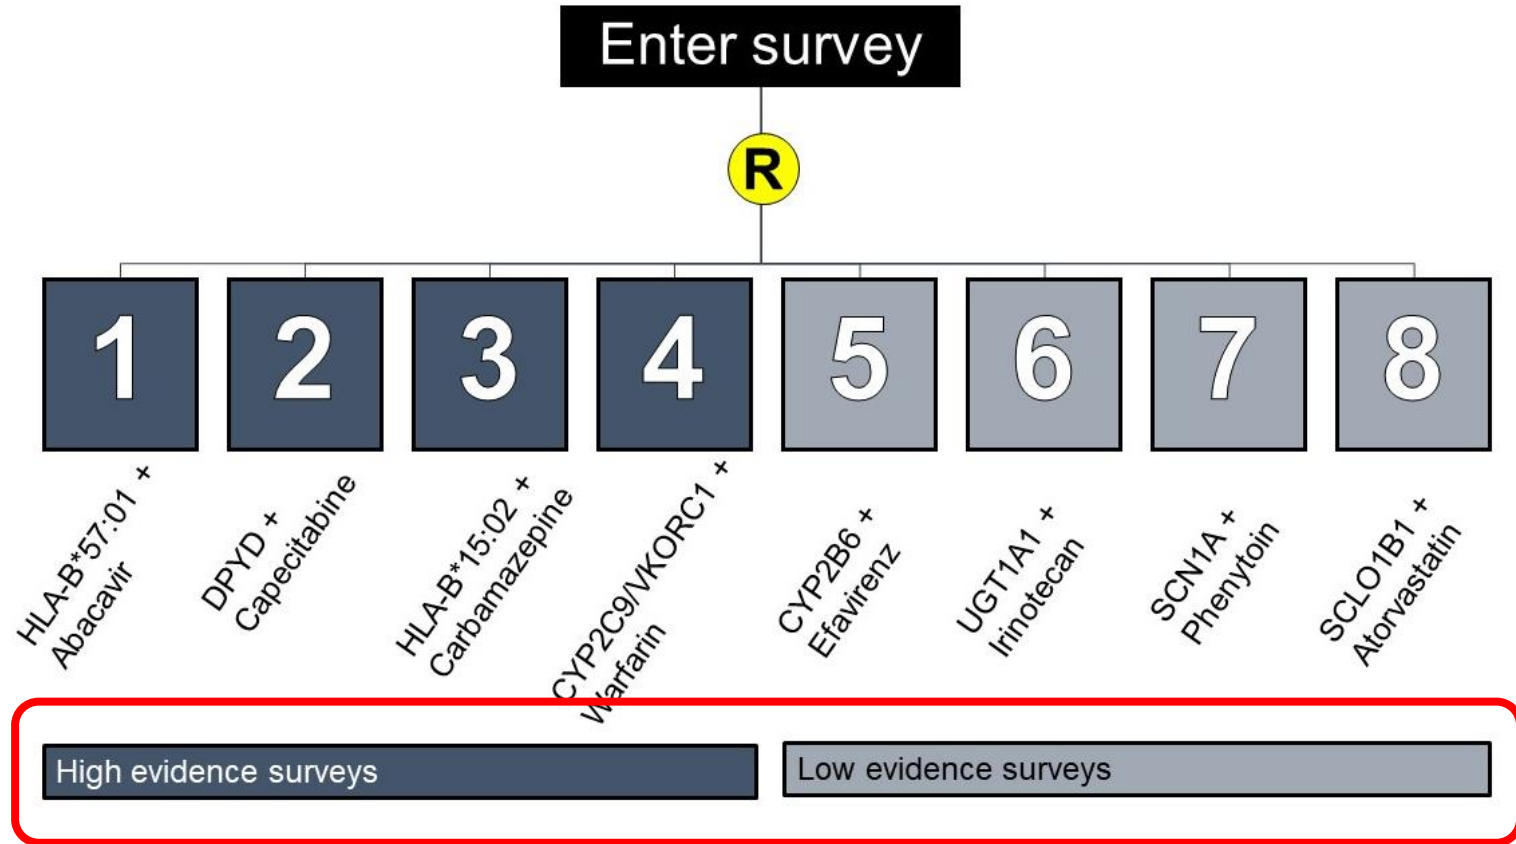 Enter survey
R
1
2
3
4
5
6
7
8
HLA-B*57:01 +
Abacavir
DPYD +
Capecitabine
HLA-B*15:02 +
Carbamazepine
CYP2C9/VKORC1 +
Warfarin
CYP2B6 +
Efavirenz
UGT1A1 +
Irinotecan
SCN1A +
Phenytoin
SCLO1B1 +
Atorvastatin
High evidence surveys
Low evidence surveys